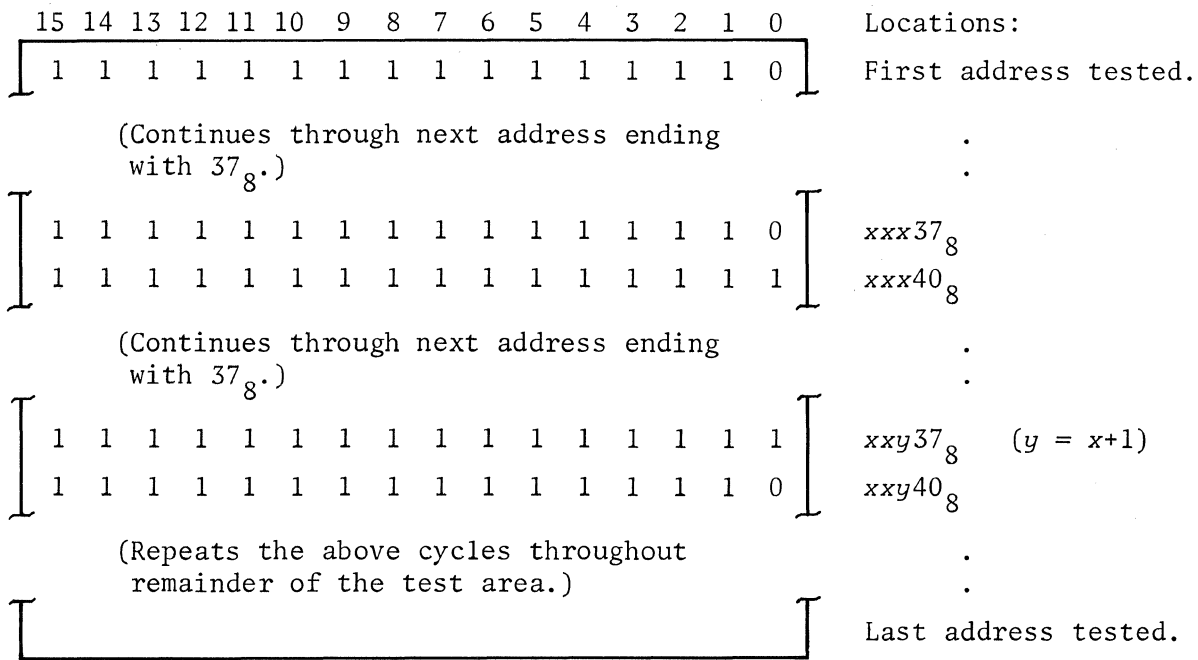 15 14 13 12 11 10 9 8 7 6 5 4 3 2 1 0 Locations:
1 1 1 1 1 1 1 1 1 1 1 1 1 1 1 0 First address tested.
(Continues through next address ending .
with 37₈.) .
1 1 1 1 1 1 1 1 1 1 1 1 1 1 1 0 xxx37₈
1 1 1 1 1 1 1 1 1 1 1 1 1 1 1 1 xxx40₈
(Continues through next address ending .
with 37₈.) .
1 1 1 1 1 1 1 1 1 1 1 1 1 1 1 1 xxy37₈ (y = x+1)
1 1 1 1 1 1 1 1 1 1 1 1 1 1 1 0 xxy40₈
(Repeats the above cycles throughout .
remainder of the test area.) .
Last address tested.